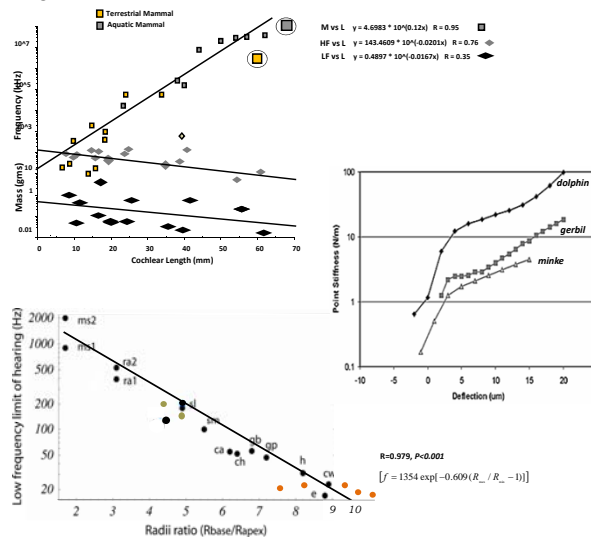 Terrestrial Mammal
Aquatic Mammal
M vs L y = 4.6983 * 10^(0.12x) R = 0.95
HF vs L y = 143.4609 * 10^(-0.0201x) R = 0.76
LF vs L y = 0.4897 * 10^(-0.0167x) R = 0.35
Frequency (kHz)
Mass (gms)
10^7
10^5
10^3
1
0.01
0 10 20 30 40 50 60 70
Cochlear Length (mm)
Point Stiffness (N/m)
100
10
1
0.1
dolphin
gerbil
minke
-10 -5 0 5 10 15 20
Deflection (um)
Low frequency limit of hearing (Hz)
2000
1000
500
200
100
50
20
ms2
ms1
ra2
ra1
sl
sm
ca
ch
gb
gp
h
cw
e
2 3 4 5 6 7 8 9 10
Radii ratio (Rbase/Rapex)
R=0.979, P<0.001